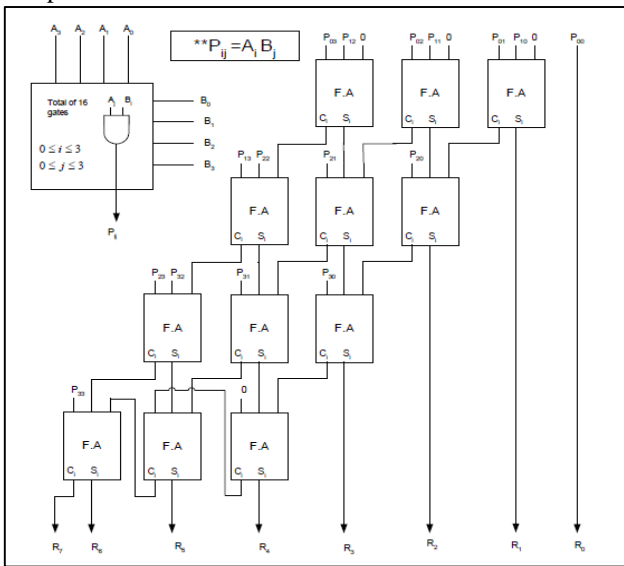 A₃ A₂ A₁ A₀
**Pᵢⱼ =Aᵢ Bⱼ
P₀₃ P₁₂ 0 P₀₂ P₁₁ 0 P₀₁ P₁₀ 0 P₀₀
Total of 16
gates
Aᵢ Bᵢ
0 ≤ i ≤ 3
0 ≤ j ≤ 3
B₀
B₁
B₂
B₃
Pᵢⱼ
F.A F.A F.A
Cᵢ Sᵢ Cᵢ Sᵢ Cᵢ Sᵢ
P₁₃ P₂₂ P₂₁ P₂₀
F.A F.A F.A
Cᵢ Sᵢ Cᵢ Sᵢ Cᵢ Sᵢ
P₂₃ P₃₂ P₃₁ P₃₀
F.A F.A F.A
Cᵢ Sᵢ Cᵢ Sᵢ Cᵢ Sᵢ
P₃₃ 0
F.A F.A F.A
Cᵢ Sᵢ Cᵢ Sᵢ Cᵢ Sᵢ
R₇ R₆ R₅ R₄ R₃ R₂ R₁ R₀